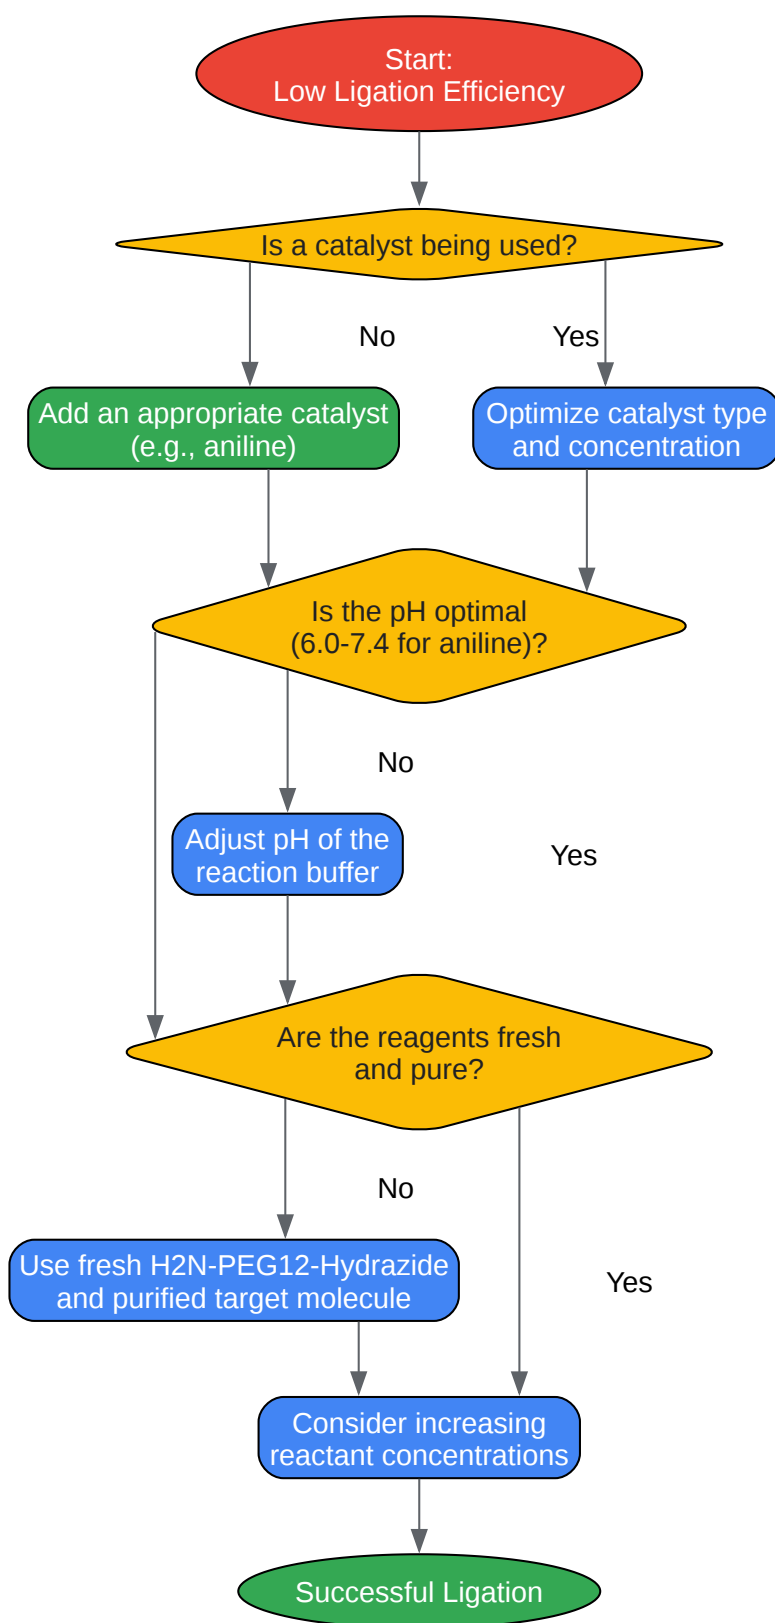 Start:
Low Ligation Efficiency
Is a catalyst being used?
No
Yes
Add an appropriate catalyst
(e.g., aniline)
Optimize catalyst type
and concentration
Is the pH optimal
(6.0-7.4 for aniline)?
No
Adjust pH of the
reaction buffer
Yes
Are the reagents fresh
and pure?
No
Use fresh H2N-PEG12-Hydrazide
and purified target molecule
Yes
Consider increasing
reactant concentrations
Successful Ligation